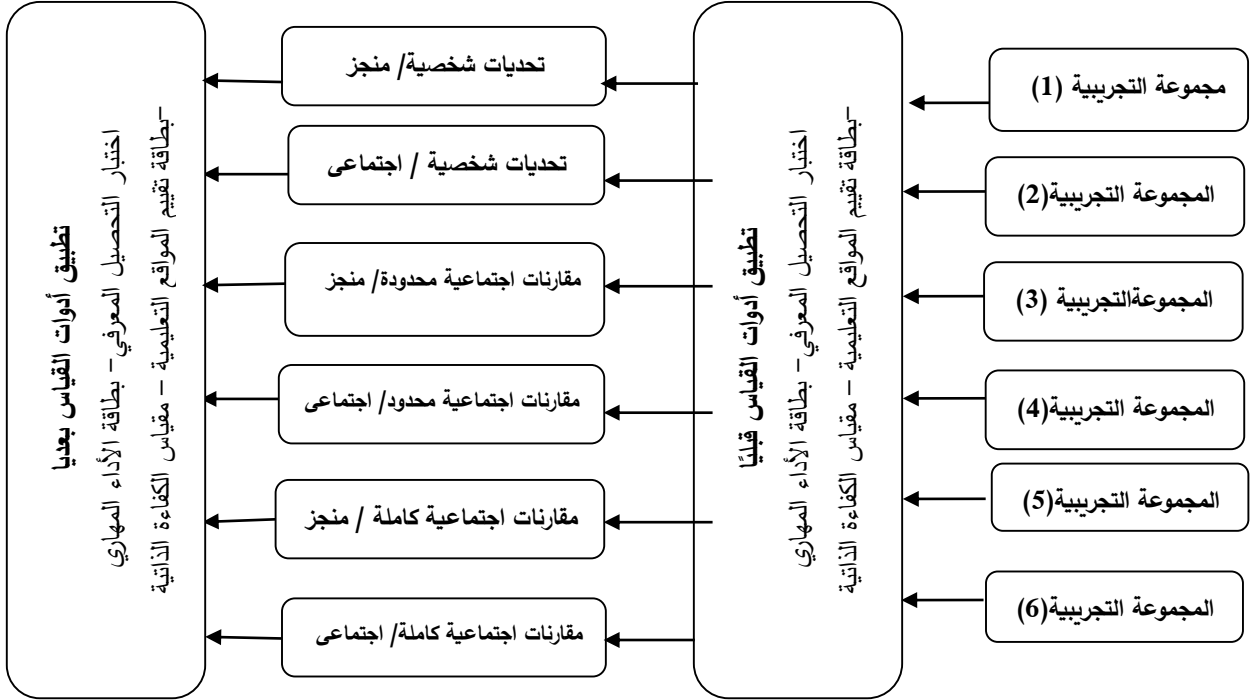 مجموعة التجريبية (1)
المجموعة التجريبية(2)
المجموعةالتجريبية (3)
المجموعة التجريبية(4)
المجموعة التجريبية(5)
المجموعة التجريبية(6)
تطبيق أدوات القياس قبليًا
اختبار التحصيل المعرفي – بطاقة الأداء المهاري
–بطاقة تقييم المواقع التعليمية – مقياس الكفاءة الذاتية
تحديات شخصية/ منجز
تحديات شخصية / اجتماعى
مقارنات اجتماعية محدودة/ منجز
مقارنات اجتماعية محدود/ اجتماعى
مقارنات اجتماعية كاملة / منجز
مقارنات اجتماعية كاملة/ اجتماعى
تطبيق أدوات القياس بعديا
اختبار التحصيل المعرفي – بطاقة الأداء المهاري
–بطاقة تقييم المواقع التعليمية – مقياس الكفاءة الذاتية